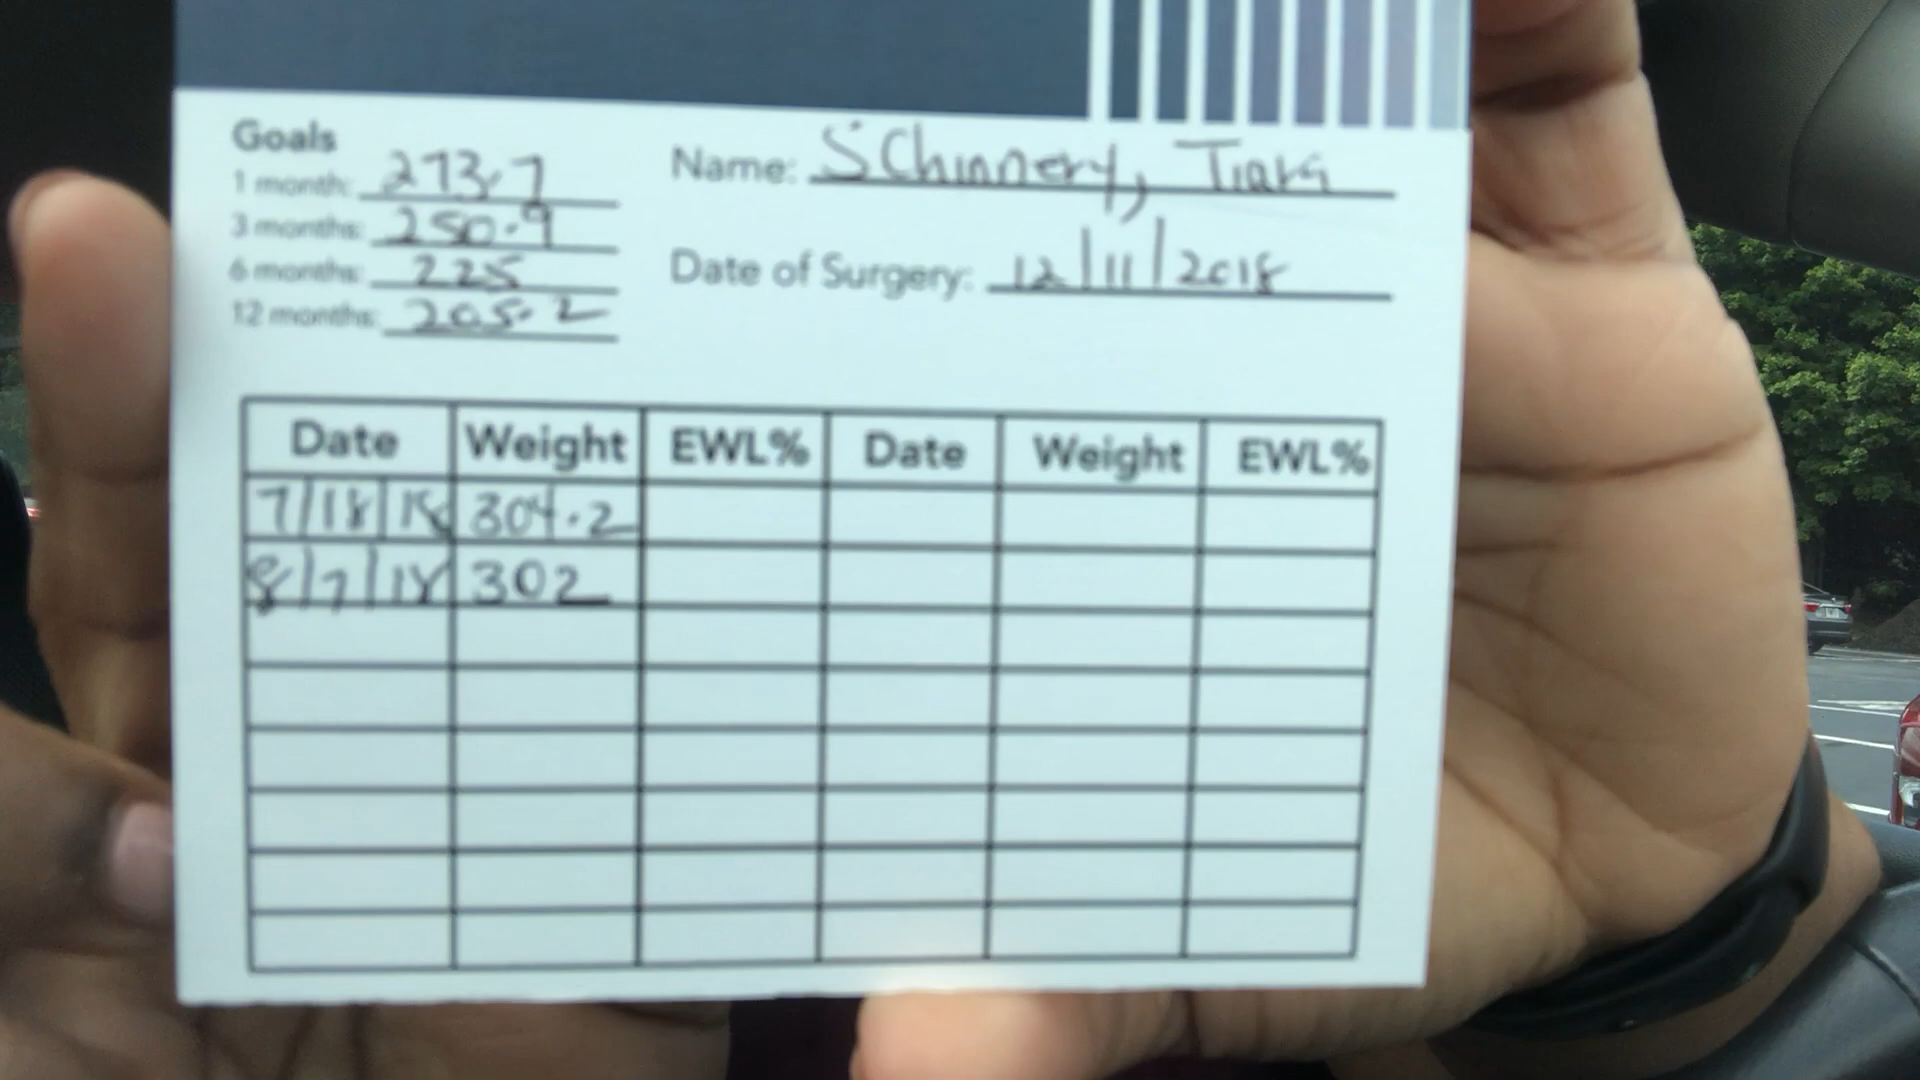 Goals
1 month: 273.7
3 months: 250.9
6 months: 225
12 months: 205.2
Name: SChinnery, Tiara
Date of Surgery: 12/11/2018
Date Weight EWL% Date Weight EWL%
7/18/18 304.2
8/7/18 302